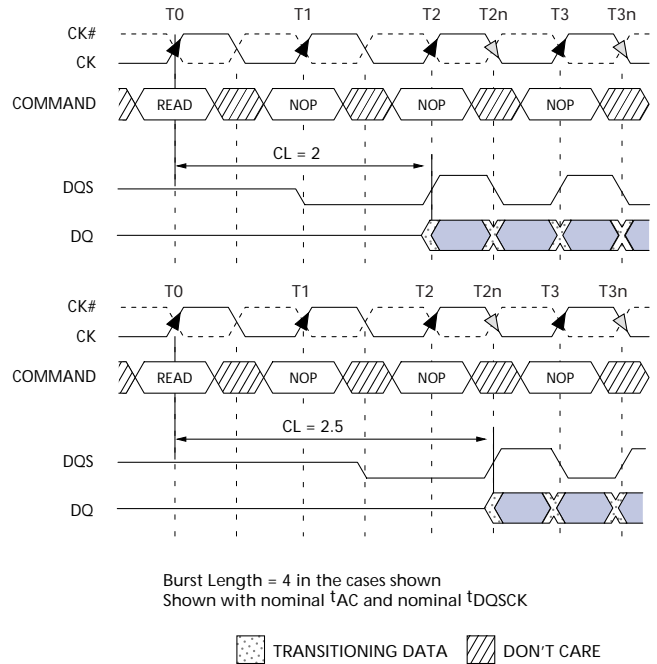 T0 T1 T2 T2n T3 T3n
CK#
CK
COMMAND READ NOP NOP NOP
CL = 2
DQS
DQ
T0 T1 T2 T2n T3 T3n
CK#
CK
COMMAND READ NOP NOP NOP
CL = 2.5
DQS
DQ
Burst Length = 4 in the cases shown
Shown with nominal tAC and nominal tDQSCK
TRANSITIONING DATA DON'T CARE